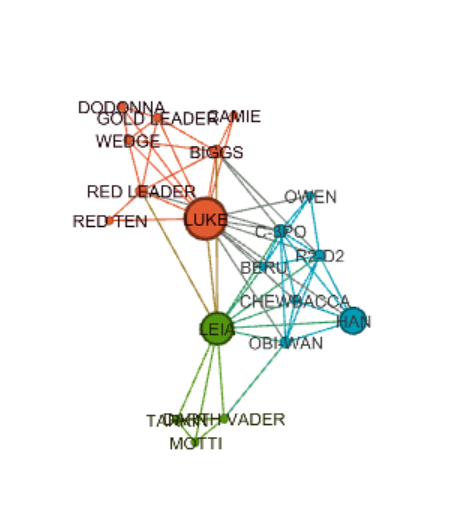 DODONNA
GOLD LEADER
CAMIE
WEDGE
BIGGS
RED LEADER
OWEN
RED TEN
LUKE
C-3PO
R2-D2
BERU
CHEWBACCA
HAN
LEIA
OBI-WAN
TARKIN
DARTH VADER
MOTTI